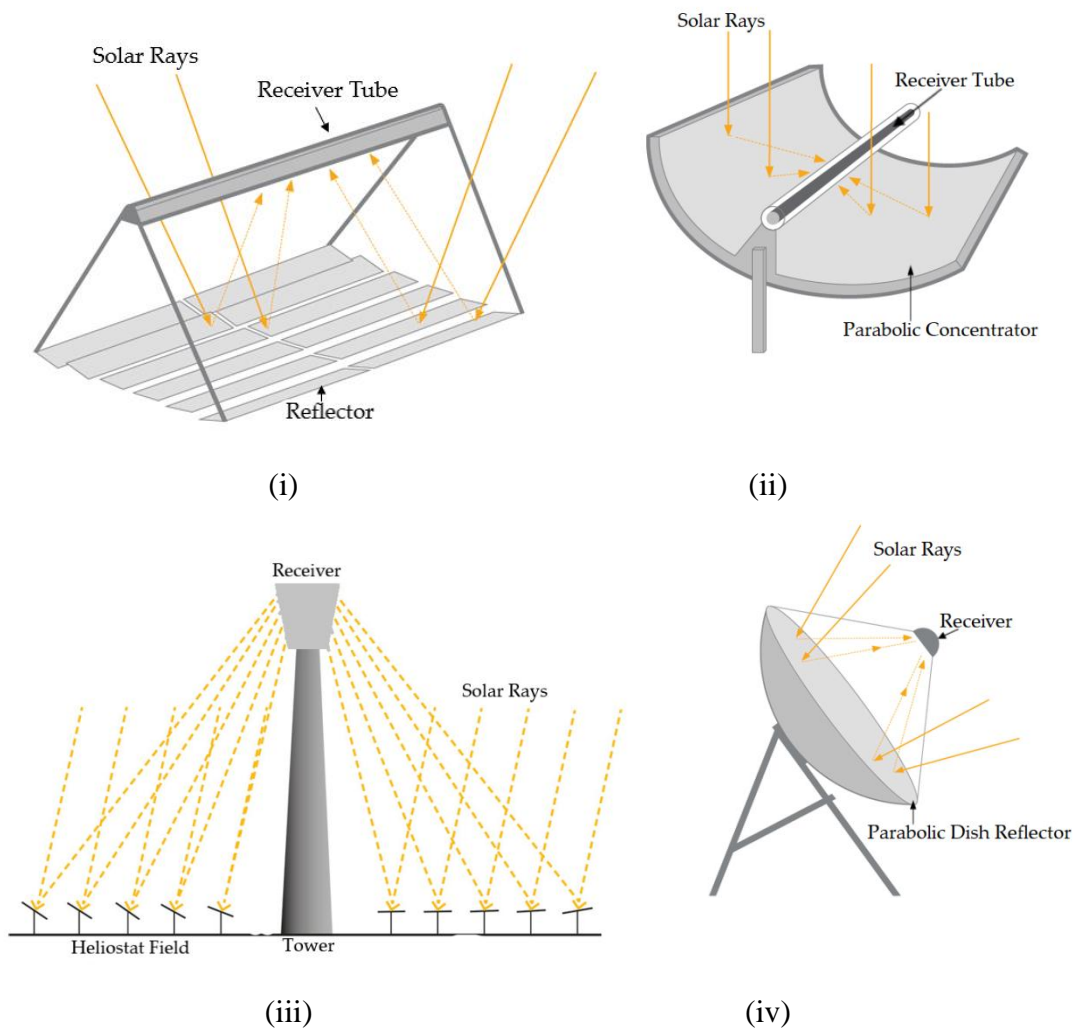 Solar Rays
Receiver Tube
Reflector
(i)
Solar Rays
Receiver Tube
Parabolic Concentrator
(ii)
Receiver
Solar Rays
Heliostat Field
Tower
(iii)
Solar Rays
Receiver
Parabolic Dish Reflector
(iv)